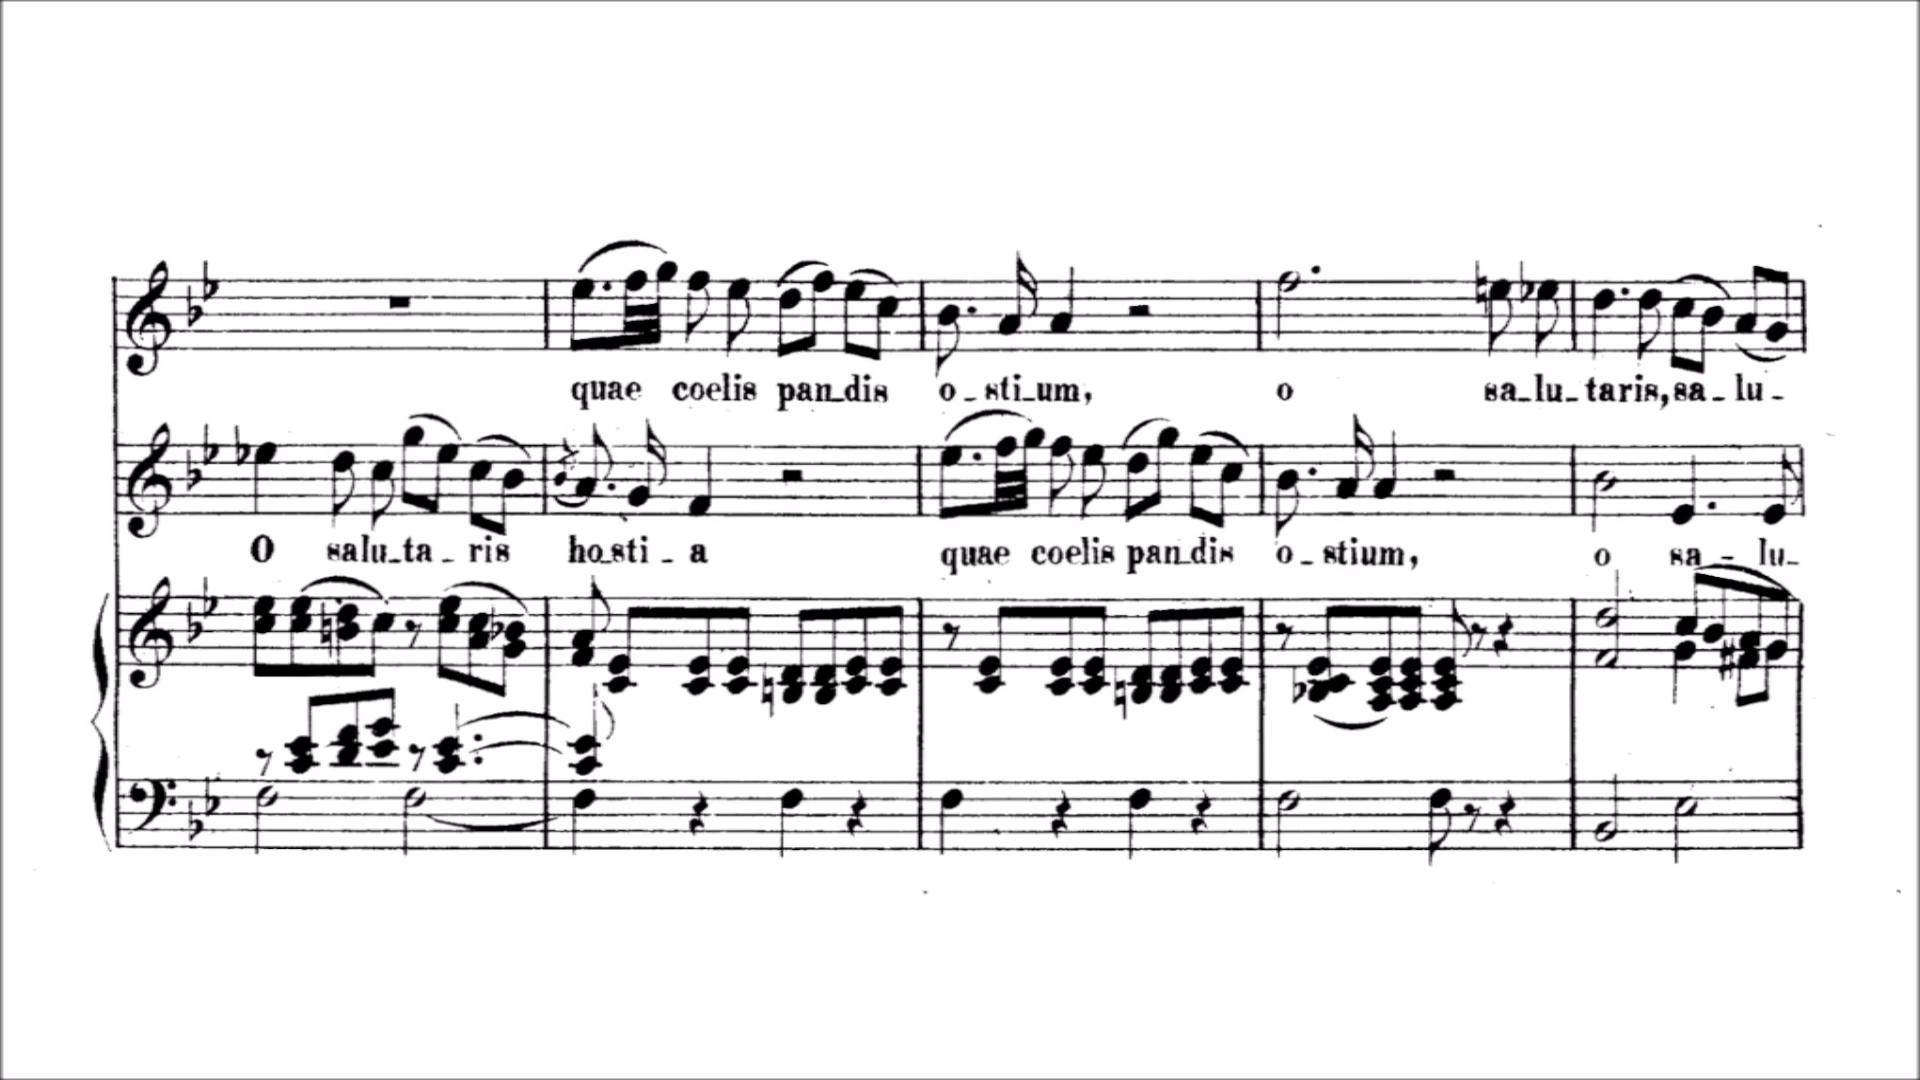 quae coelis pan_dis o_sti_um, o sa_lu_taris, sa_lu_
O salu_ta_ris ho_sti_a quae coelis pan_dis o_stium, o sa_lu_